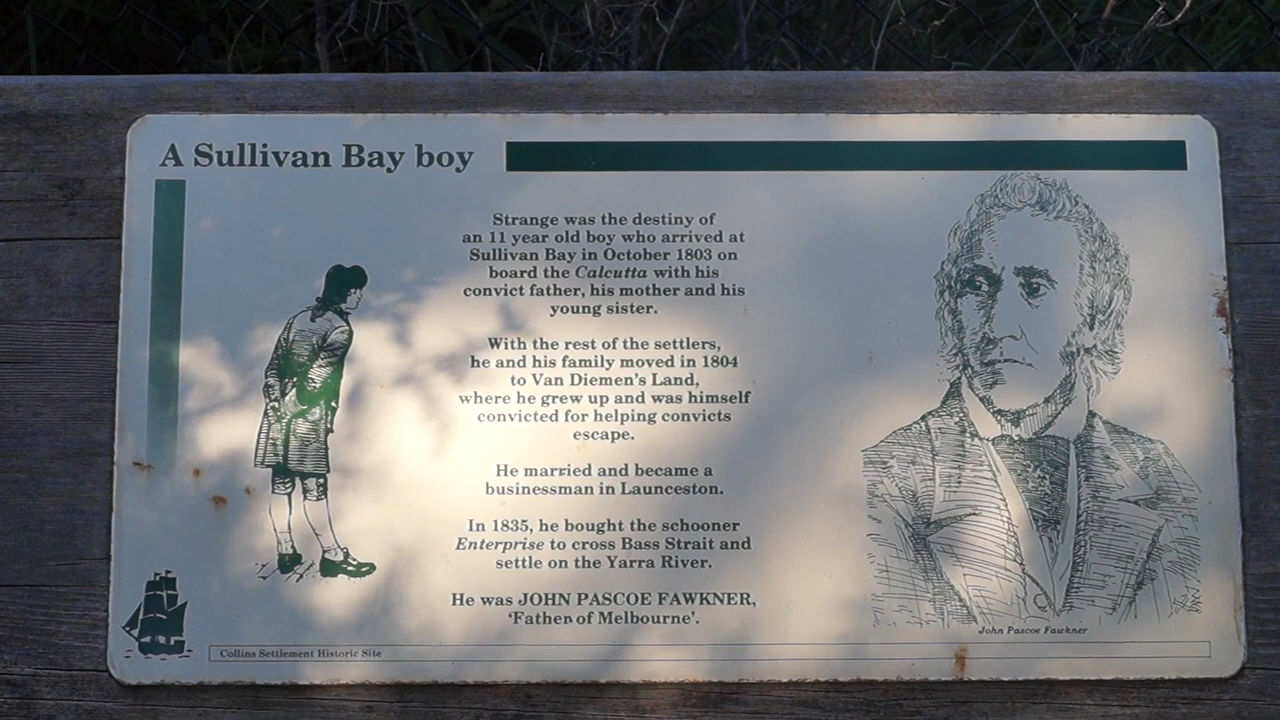 A Sullivan Bay boy
Strange was the destiny of
an 11 year old boy who arrived at
Sullivan Bay in October 1803 on
board the Calcutta with his
convict father, his mother and his
young sister.
With the rest of the settlers,
he and his family moved in 1804
to Van Diemen's Land,
where he grew up and was himself
convicted for helping convicts
escape.
He married and became a
businessman in Launceston.
In 1835, he bought the schooner
Enterprise to cross Bass Strait and
settle on the Yarra River.
He was JOHN PASCOE FAWKNER,
'Father of Melbourne'.
John Pascoe Fawkner
Collins Settlement Historic Site